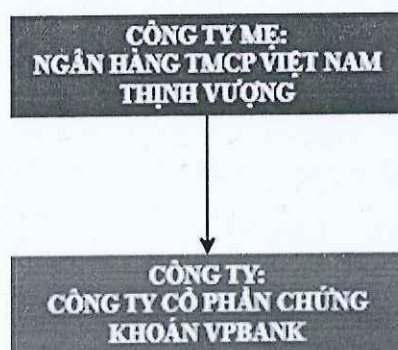 CÔNG TY MẸ:
NGÂN HÀNG TMCP VIỆT NAM
THỊNH VƯỢNG
CÔNG TY:
CÔNG TY CỔ PHẦN CHỨNG
KHOÁN VPBANK